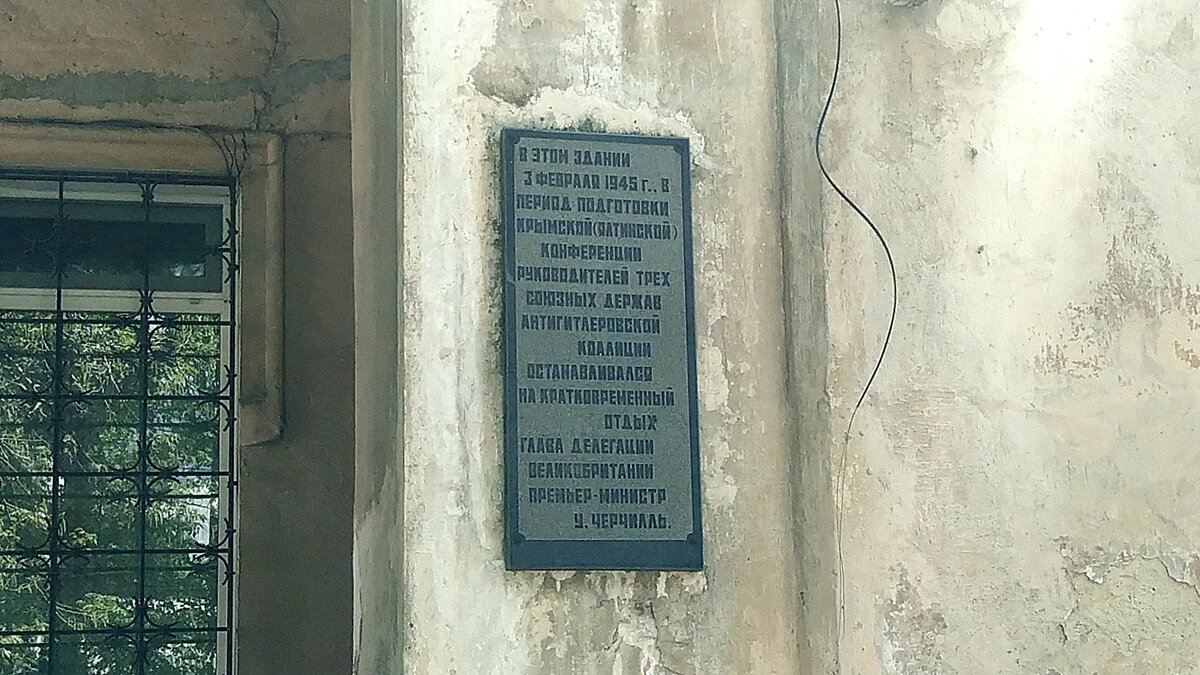 В ЭТОМ ЗДАНИИ
3 ФЕВРАЛЯ 1945 г., В
ПЕРИОД ПОДГОТОВКИ
КРЫМСКОЙ (ЯЛТИНСКОЙ)
КОНФЕРЕНЦИИ
РУКОВОДИТЕЛЕЙ ТРЕХ
СОЮЗНЫХ ДЕРЖАВ
АНТИГИТЛЕРОВСКОЙ
КОАЛИЦИИ
ОСТАНАВЛИВАЛСЯ
НА КРАТКОВРЕМЕННЫЙ
ОТДЫХ
ГЛАВА ДЕЛЕГАЦИИ
ВЕЛИКОБРИТАНИИ
ПРЕМЬЕР-МИНИСТР
У. ЧЕРЧИЛЛЬ.